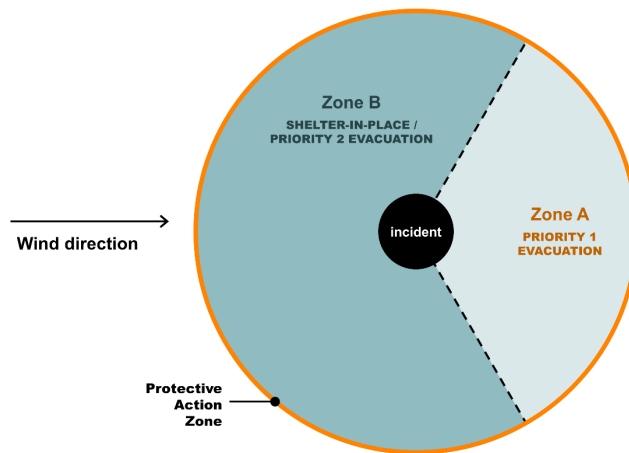 Zone B
SHELTER-IN-PLACE /
PRIORITY 2 EVACUATION
incident
Zone A
PRIORITY 1
EVACUATION
Wind direction
Protective
Action
Zone